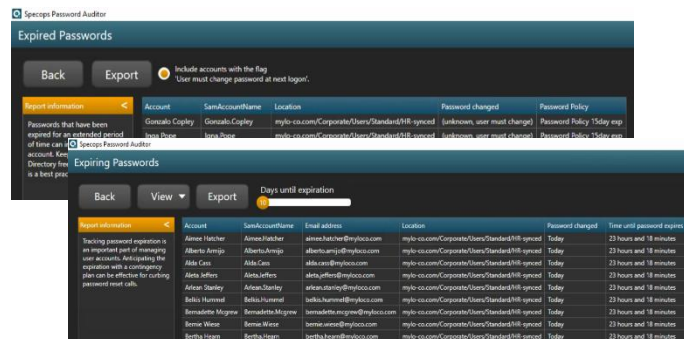 Specops Password Auditor
Expired Passwords
Back Export Include accounts with the flag
'User must change password at next logon'.
Report information < Account SamAccountName Location Password changed Password Policy
Passwords that have been Gonzalo Copley Gonzalo.Copley mylo-co.com/Corporate/Users/Standard/HR-synced (unknown, user must change) Password Policy 15day exp
expired for an extended period
of time can in Iona Pope Iona.Pope mylo-co.com/Corporate/Users/Standard/HR-synced (unknown, user must change) Password Policy 15day exp
account. Keep
Directory free
is a best prac
Specops Password Auditor
Expiring Passwords
Back View Export Days until expiration
10
Report information < Account SamAccountName Email address Location Password changed Time until password expires
Tracking password expiration is Aimee Hatcher Aimee.Hatcher aimee.hatcher@myloco.com mylo-co.com/Corporate/Users/Standard/HR-synced Today 23 hours and 18 minutes
an important part of managing
user accounts. Anticipating the Alberto Armijo Alberto.Armijo alberto.armijo@myloco.com mylo-co.com/Corporate/Users/Standard/HR-synced Today 23 hours and 18 minutes
expiration with a contingency Alda Cass Alda.Cass alda.cass@myloco.com mylo-co.com/Corporate/Users/Standard/HR-synced Today 23 hours and 18 minutes
plan can be effective for curbing Aleta Jeffers Aleta.Jeffers aleta.jeffers@myloco.com mylo-co.com/Corporate/Users/Standard/HR-synced Today 23 hours and 18 minutes
password reset calls. Arlean Stanley Arlean.Stanley arlean.stanley@myloco.com mylo-co.com/Corporate/Users/Standard/HR-synced Today 23 hours and 18 minutes
Belkis Hummel Belkis.Hummel belkis.hummel@myloco.com mylo-co.com/Corporate/Users/Standard/HR-synced Today 23 hours and 18 minutes
Bernadette Mcgrew Bernadette.Mcgrew bernadette.mcgrew@myloco.com mylo-co.com/Corporate/Users/Standard/HR-synced Today 23 hours and 18 minutes
Bernie Wiese Bernie.Wiese bernie.wiese@myloco.com mylo-co.com/Corporate/Users/Standard/HR-synced Today 23 hours and 18 minutes
Bertha Hearn Bertha.Hearn bertha.hearn@myloco.com mylo-co.com/Corporate/Users/Standard/HR-synced Today 23 hours and 18 minutes